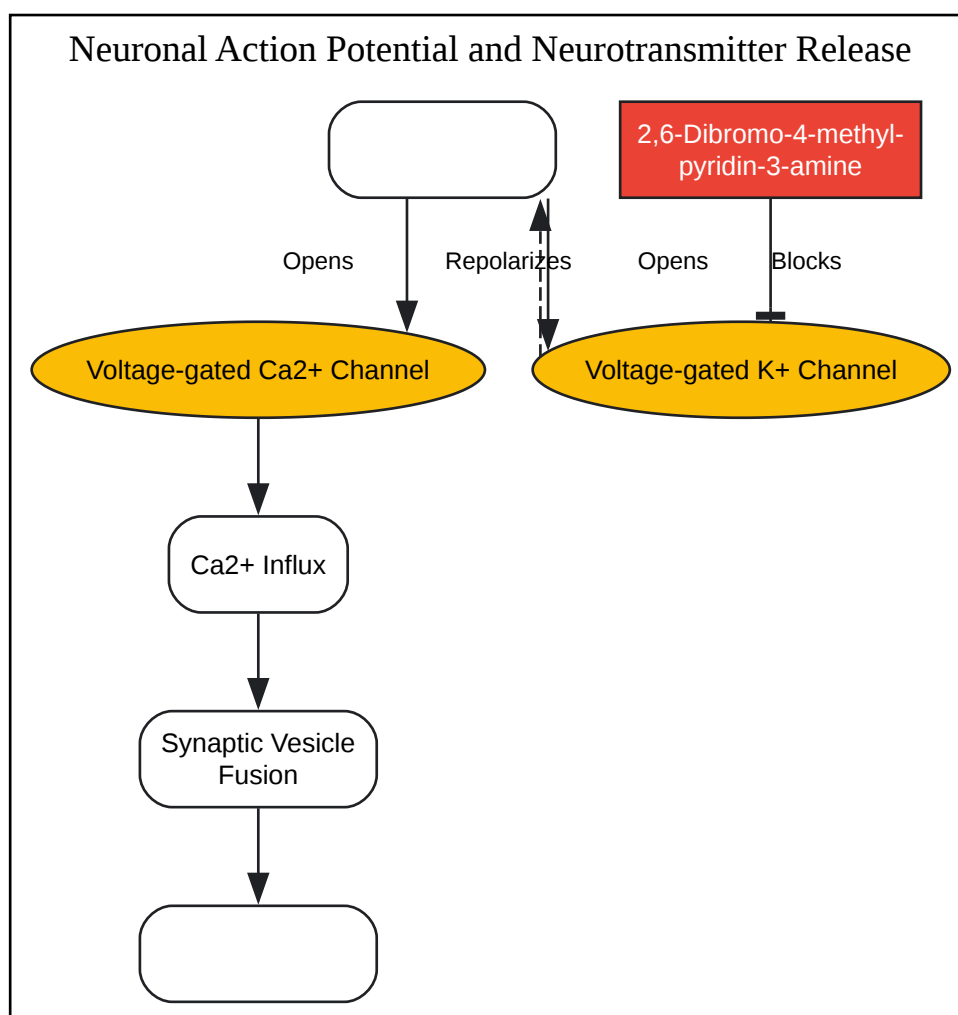 Neuronal Action Potential and Neurotransmitter Release
2,6-Dibromo-4-methyl-
pyridin-3-amine
Opens
Repolarizes
Opens
Blocks
Voltage-gated Ca2+ Channel
Voltage-gated K+ Channel
Ca2+ Influx
Synaptic Vesicle
Fusion